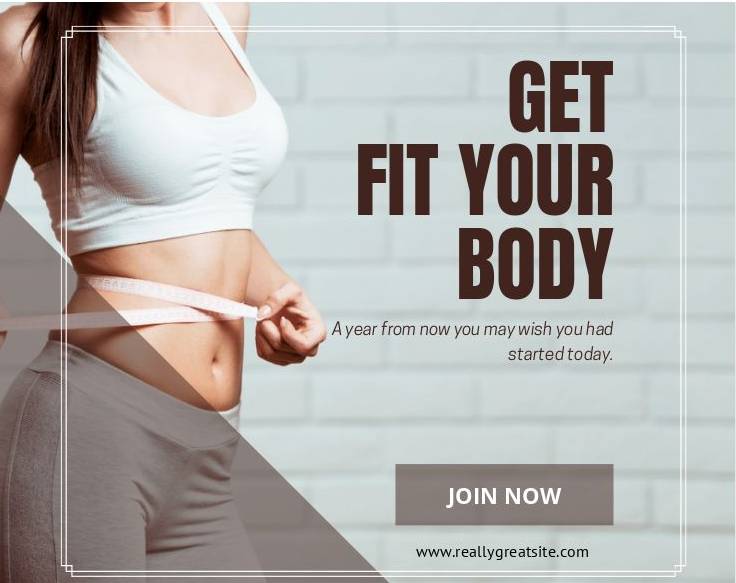 GET
FIT YOUR
BODY
A year from now you may wish you had
started today.
JOIN NOW
www.reallygreatsite.com